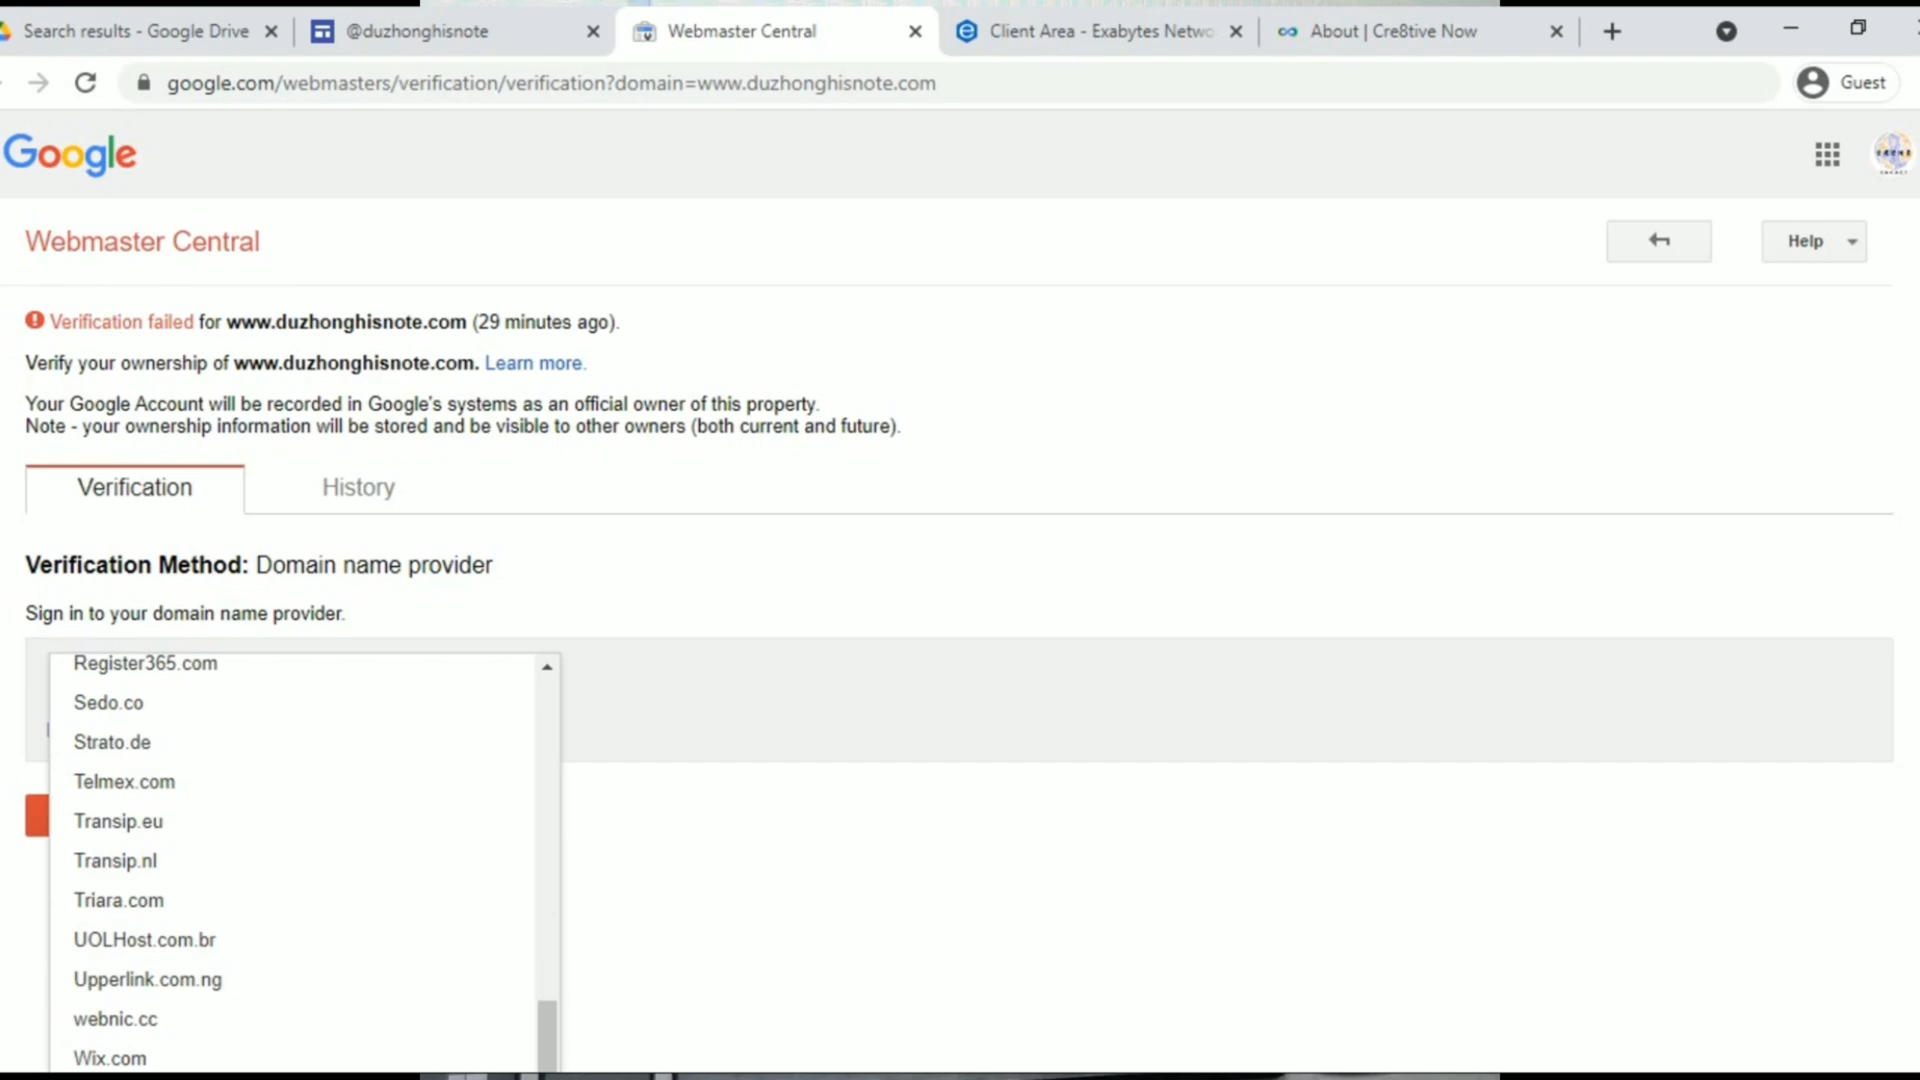 Search results - Google Drive
@duzhonghisnote
Webmaster Central
Client Area - Exabytes Netwo
About | Cre8tive Now
google.com/webmasters/verification/verification?domain=www.duzhonghisnote.com
Guest
Google
Webmaster Central
Help
Verification failed for www.duzhonghisnote.com (29 minutes ago).
Verify your ownership of www.duzhonghisnote.com. Learn more.
Your Google Account will be recorded in Google's systems as an official owner of this property.
Note - your ownership information will be stored and be visible to other owners (both current and future).
Verification
History
Verification Method: Domain name provider
Sign in to your domain name provider.
Register365.com
Sedo.co
Strato.de
Telmex.com
Transip.eu
Transip.nl
Triara.com
UOLHost.com.br
Upperlink.com.ng
webnic.cc
Wix.com